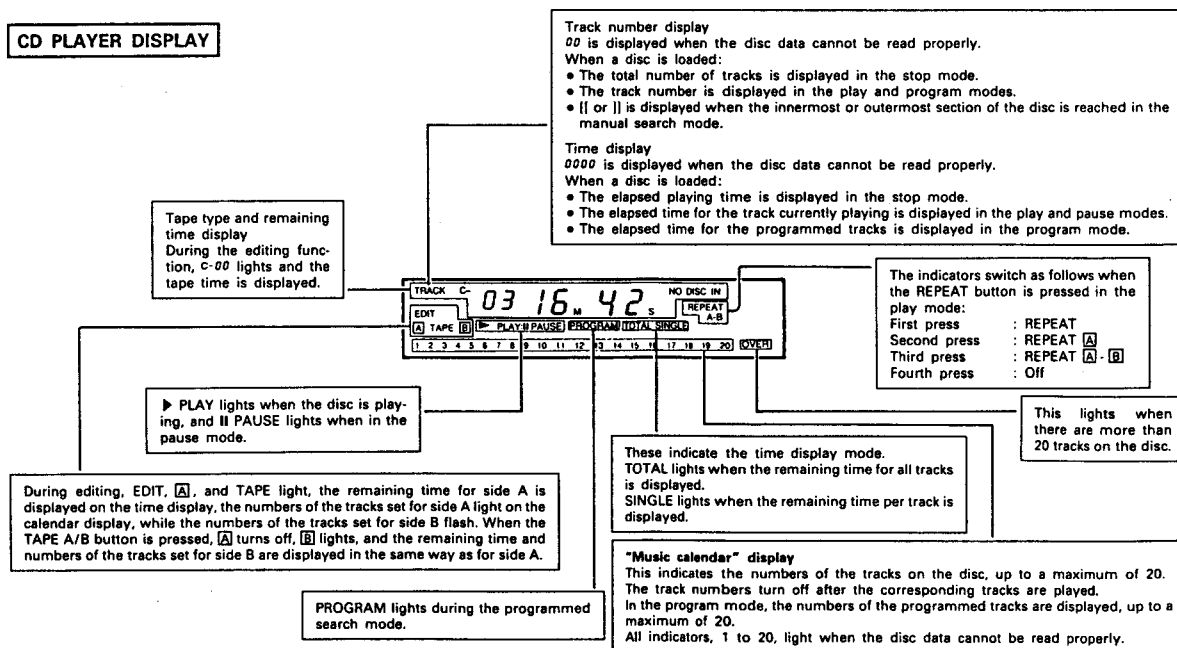 CD PLAYER DISPLAY
Track number display
00 is displayed when the disc data cannot be read properly.
When a disc is loaded:
● The total number of tracks is displayed in the stop mode.
● The track number is displayed in the play and program modes.
● [[ or ]] is displayed when the innermost or outermost section of the disc is reached in the
manual search mode.
Time display
0000 is displayed when the disc data cannot be read properly.
When a disc is loaded:
● The elapsed playing time is displayed in the stop mode.
● The elapsed time for the track currently playing is displayed in the play and pause modes.
● The elapsed time for the programmed tracks is displayed in the program mode.
Tape type and remaining
time display
During the editing func-
tion, C-00 lights and the
tape time is displayed.
TRACK C- 03 16 M 42 S NO DISC IN
EDIT REPEAT
A-B
A TAPE B ▶ PLAY II PAUSE PROGRAM TOTAL SINGLE
1 2 3 4 5 6 7 8 9 10 11 12 13 14 15 16 17 18 19 20 OVER
The indicators switch as follows when
the REPEAT button is pressed in the
play mode:
First press : REPEAT
Second press : REPEAT A
Third press : REPEAT A - B
Fourth press : Off
▶ PLAY lights when the disc is play-
ing, and II PAUSE lights when in the
pause mode.
This lights when
there are more than
20 tracks on the disc.
These indicate the time display mode.
TOTAL lights when the remaining time for all tracks
is displayed.
SINGLE lights when the remaining time per track is
displayed.
During editing, EDIT, A, and TAPE light, the remaining time for side A is
displayed on the time display, the numbers of the tracks set for side A light on the
calendar display, while the numbers of the tracks set for side B flash. When the
TAPE A/B button is pressed, A turns off, B lights, and the remaining time and
numbers of the tracks set for side B are displayed in the same way as for side A.
PROGRAM lights during the programmed
search mode.
"Music calendar" display
This indicates the numbers of the tracks on the disc, up to a maximum of 20.
The track numbers turn off after the corresponding tracks are played.
In the program mode, the numbers of the programmed tracks are displayed, up to a
maximum of 20.
All indicators, 1 to 20, light when the disc data cannot be read properly.